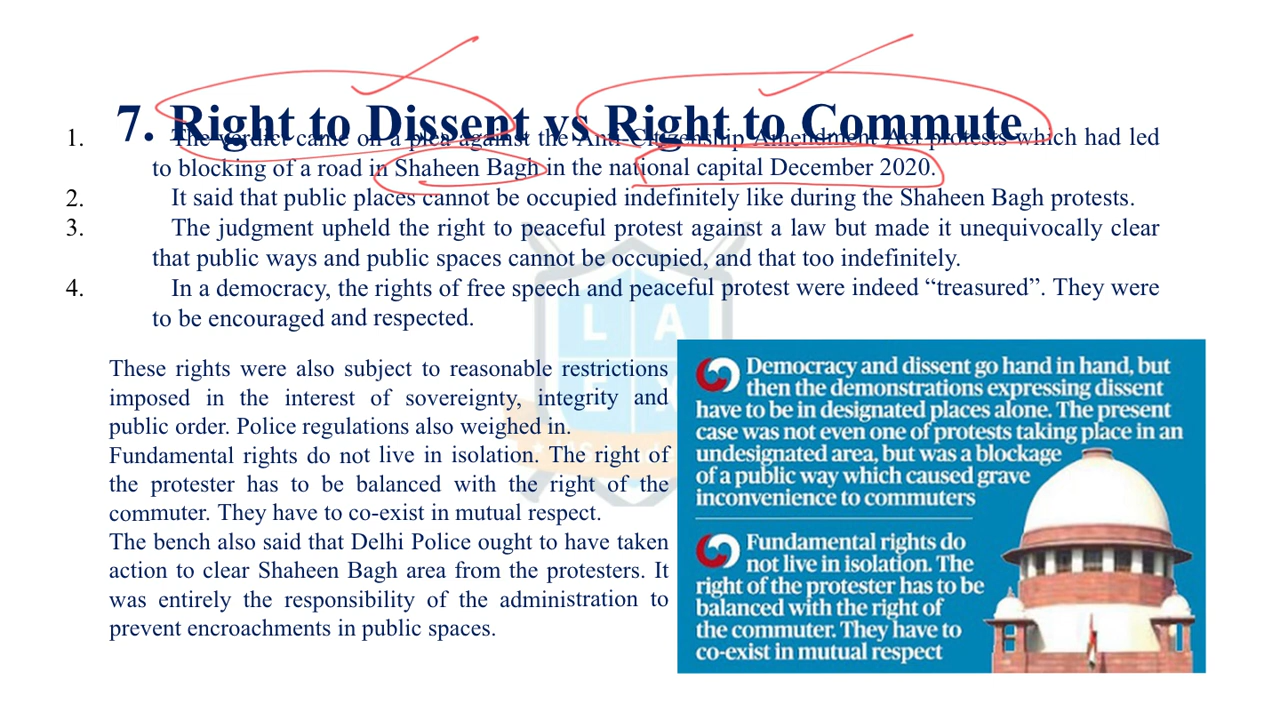 7. Right to Dissent vs Right to Commute
1. The verdict came on a plea against the Anti Citizenship Amendment Act protests which had led
to blocking of a road in Shaheen Bagh in the national capital December 2020.
2. It said that public places cannot be occupied indefinitely like during the Shaheen Bagh protests.
3. The judgment upheld the right to peaceful protest against a law but made it unequivocally clear
that public ways and public spaces cannot be occupied, and that too indefinitely.
4. In a democracy, the rights of free speech and peaceful protest were indeed “treasured”. They were
to be encouraged and respected.
These rights were also subject to reasonable restrictions
imposed in the interest of sovereignty, integrity and
public order. Police regulations also weighed in.
Fundamental rights do not live in isolation. The right of
the protester has to be balanced with the right of the
commuter. They have to co-exist in mutual respect.
The bench also said that Delhi Police ought to have taken
action to clear Shaheen Bagh area from the protesters. It
was entirely the responsibility of the administration to
prevent encroachments in public spaces.
Democracy and dissent go hand in hand, but
then the demonstrations expressing dissent
have to be in designated places alone. The present
case was not even one of protests taking place in an
undesignated area, but was a blockage
of a public way which caused grave
inconvenience to commuters
Fundamental rights do
not live in isolation. The
right of the protester has to be
balanced with the right of
the commuter. They have to
co-exist in mutual respect
L A
E X